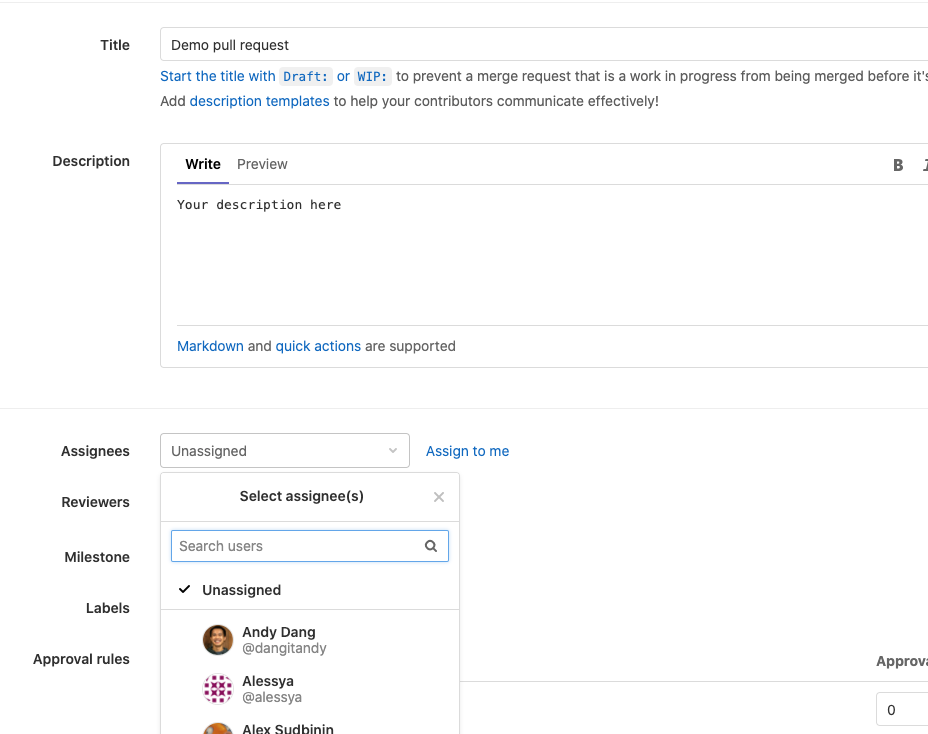 Title
Demo pull request
Start the title with Draft: or WIP: to prevent a merge request that is a work in progress from being merged before it's
Add description templates to help your contributors communicate effectively!
Description
Write Preview B I
Your description here
Markdown and quick actions are supported
Assignees
Unassigned
Assign to me
Reviewers
Milestone
Labels
Approval rules
Select assignee(s)
Search users
Unassigned
Andy Dang
@dangitandy
Alessya
@alessya
Alex Sudbinin
0